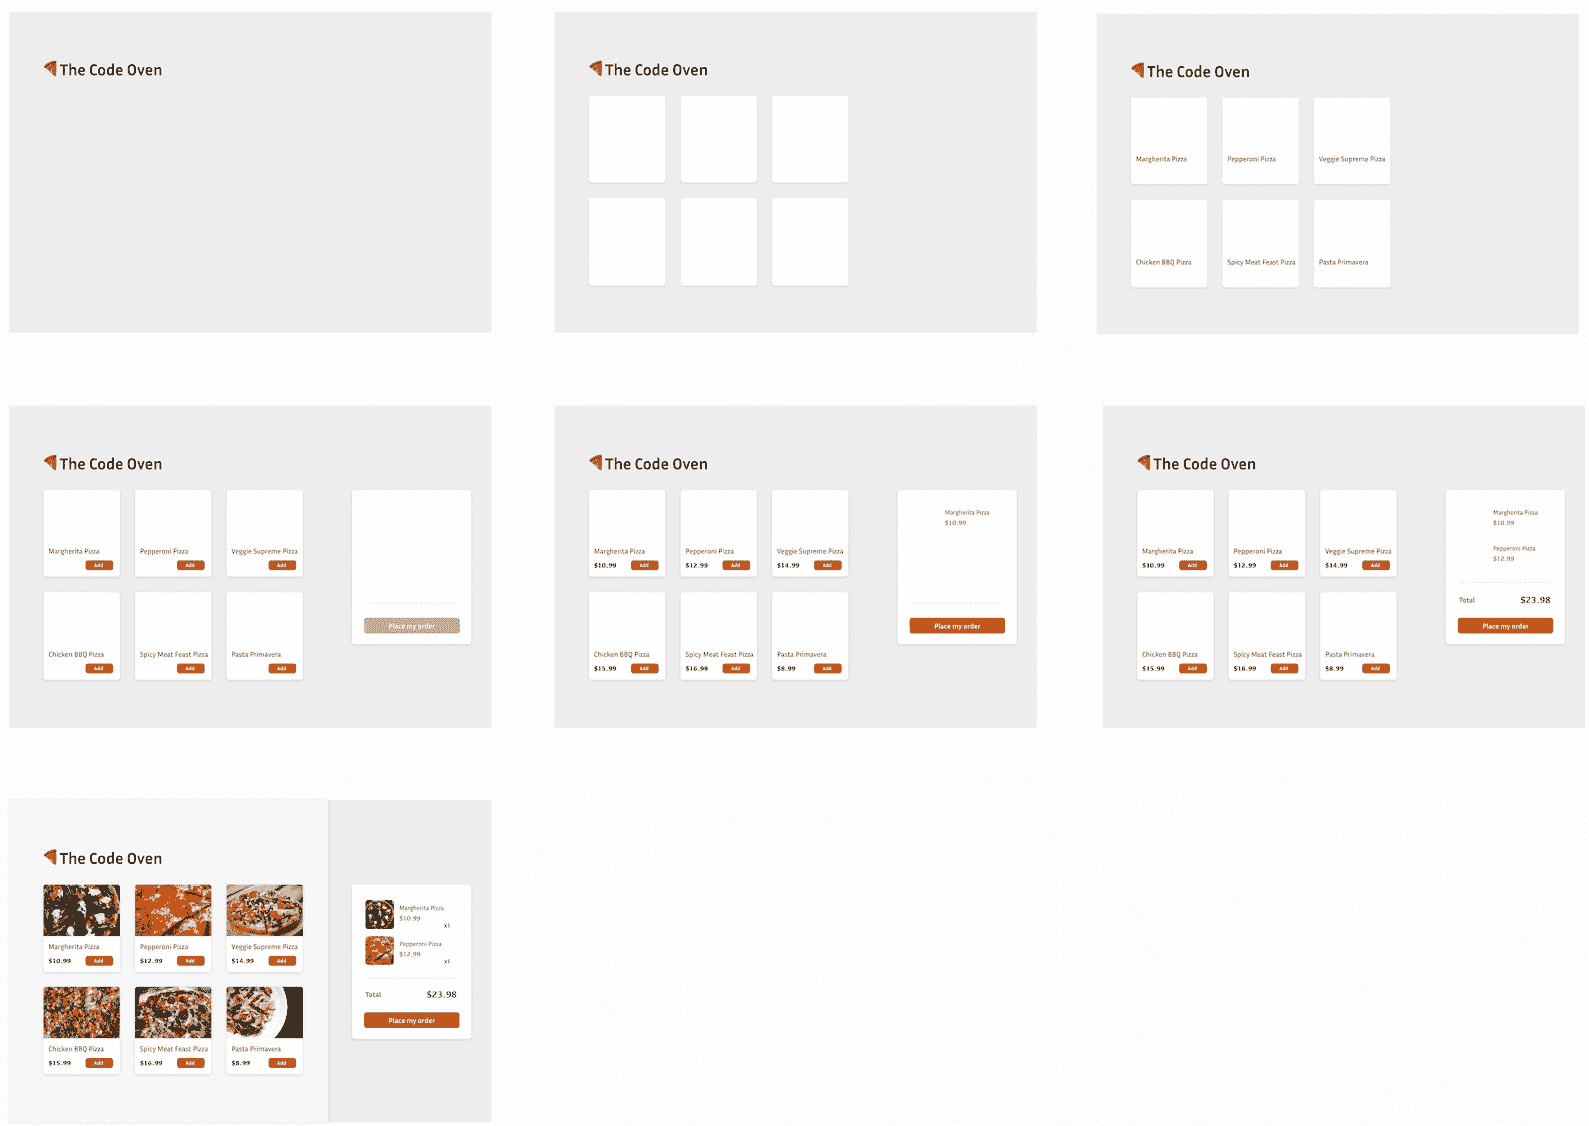 The Code Oven
The Code Oven
The Code Oven
Margherita Pizza
Pepperoni Pizza
Veggie Supreme Pizza
Chicken BBQ Pizza
Spicy Meat Feast Pizza
Pasta Primavera
The Code Oven
Margherita Pizza
Pepperoni Pizza
Veggie Supreme Pizza
Add
Add
Add
Chicken BBQ Pizza
Spicy Meat Feast Pizza
Pasta Primavera
Add
Add
Add
Place my order
The Code Oven
Margherita Pizza
Pepperoni Pizza
Veggie Supreme Pizza
$10.99 Add
$12.99 Add
$14.99 Add
Chicken BBQ Pizza
Spicy Meat Feast Pizza
Pasta Primavera
$15.99 Add
$16.99 Add
$8.99 Add
Margherita Pizza
$10.99
Place my order
The Code Oven
Margherita Pizza
Pepperoni Pizza
Veggie Supreme Pizza
$10.99 Add
$12.99 Add
$14.99 Add
Chicken BBQ Pizza
Spicy Meat Feast Pizza
Pasta Primavera
$15.99 Add
$16.99 Add
$8.99 Add
Margherita Pizza
$10.99
Pepperoni Pizza
$12.99
Total $23.98
Place my order
The Code Oven
Margherita Pizza
Pepperoni Pizza
Veggie Supreme Pizza
$10.99 Add
$12.99 Add
$14.99 Add
Chicken BBQ Pizza
Spicy Meat Feast Pizza
Pasta Primavera
$15.99 Add
$16.99 Add
$8.99 Add
Margherita Pizza
$10.99
x1
Pepperoni Pizza
$12.99
x1
Total $23.98
Place my order